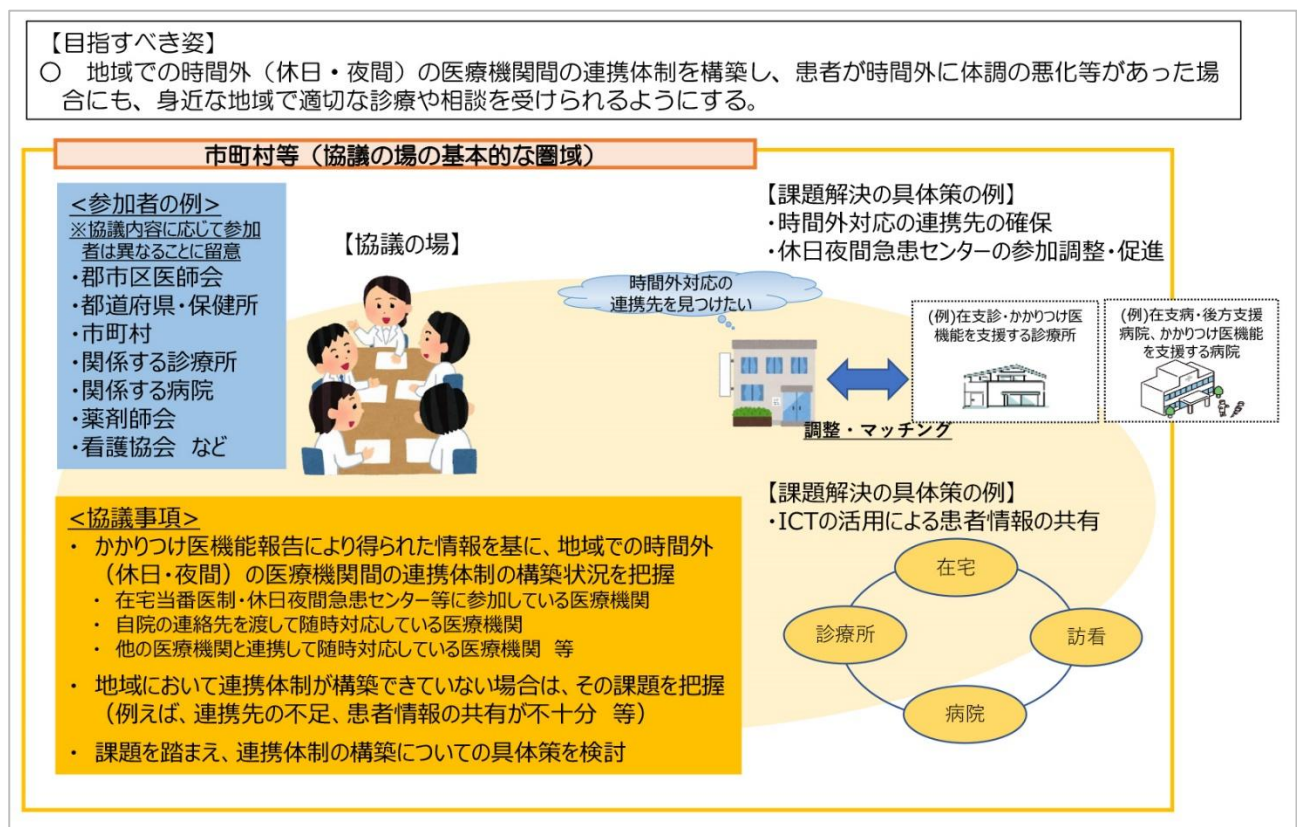 【目指すべき姿】
○　地域での時間外（休日・夜間）の医療機関間の連携体制を構築し、患者が時間外に体調の悪化等があった場
合にも、身近な地域で適切な診療や相談を受けられるようにする。
市町村等（協議の場の基本的な圏域）
<参加者の例>
※協議内容に応じて参加
者は異なることに留意
・郡市区医師会
・都道府県・保健所
・市町村
・関係する診療所
・関係する病院
・薬剤師会
・看護協会 など
【協議の場】
時間外対応の
連携先を見つけたい
【課題解決の具体策の例】
・時間外対応の連携先の確保
・休日夜間急患センターの参加調整・促進
(例)在支診・かかりつけ医
機能を支援する診療所
(例)在支病・後方支援
病院、かかりつけ医機能
を支援する病院
調整・マッチング
<協議事項>
・ かかりつけ医機能報告により得られた情報を基に、地域での時間外
（休日・夜間）の医療機関間の連携体制の構築状況を把握
・ 在宅当番医制・休日夜間急患センター等に参加している医療機関
・ 自院の連絡先を渡して随時対応している医療機関
・ 他の医療機関と連携して随時対応している医療機関 等
・ 地域において連携体制が構築できていない場合は、その課題を把握
（例えば、連携先の不足、患者情報の共有が不十分 等）
・ 課題を踏まえ、連携体制の構築についての具体策を検討
【課題解決の具体策の例】
・ICTの活用による患者情報の共有
在宅
診療所
訪看
病院